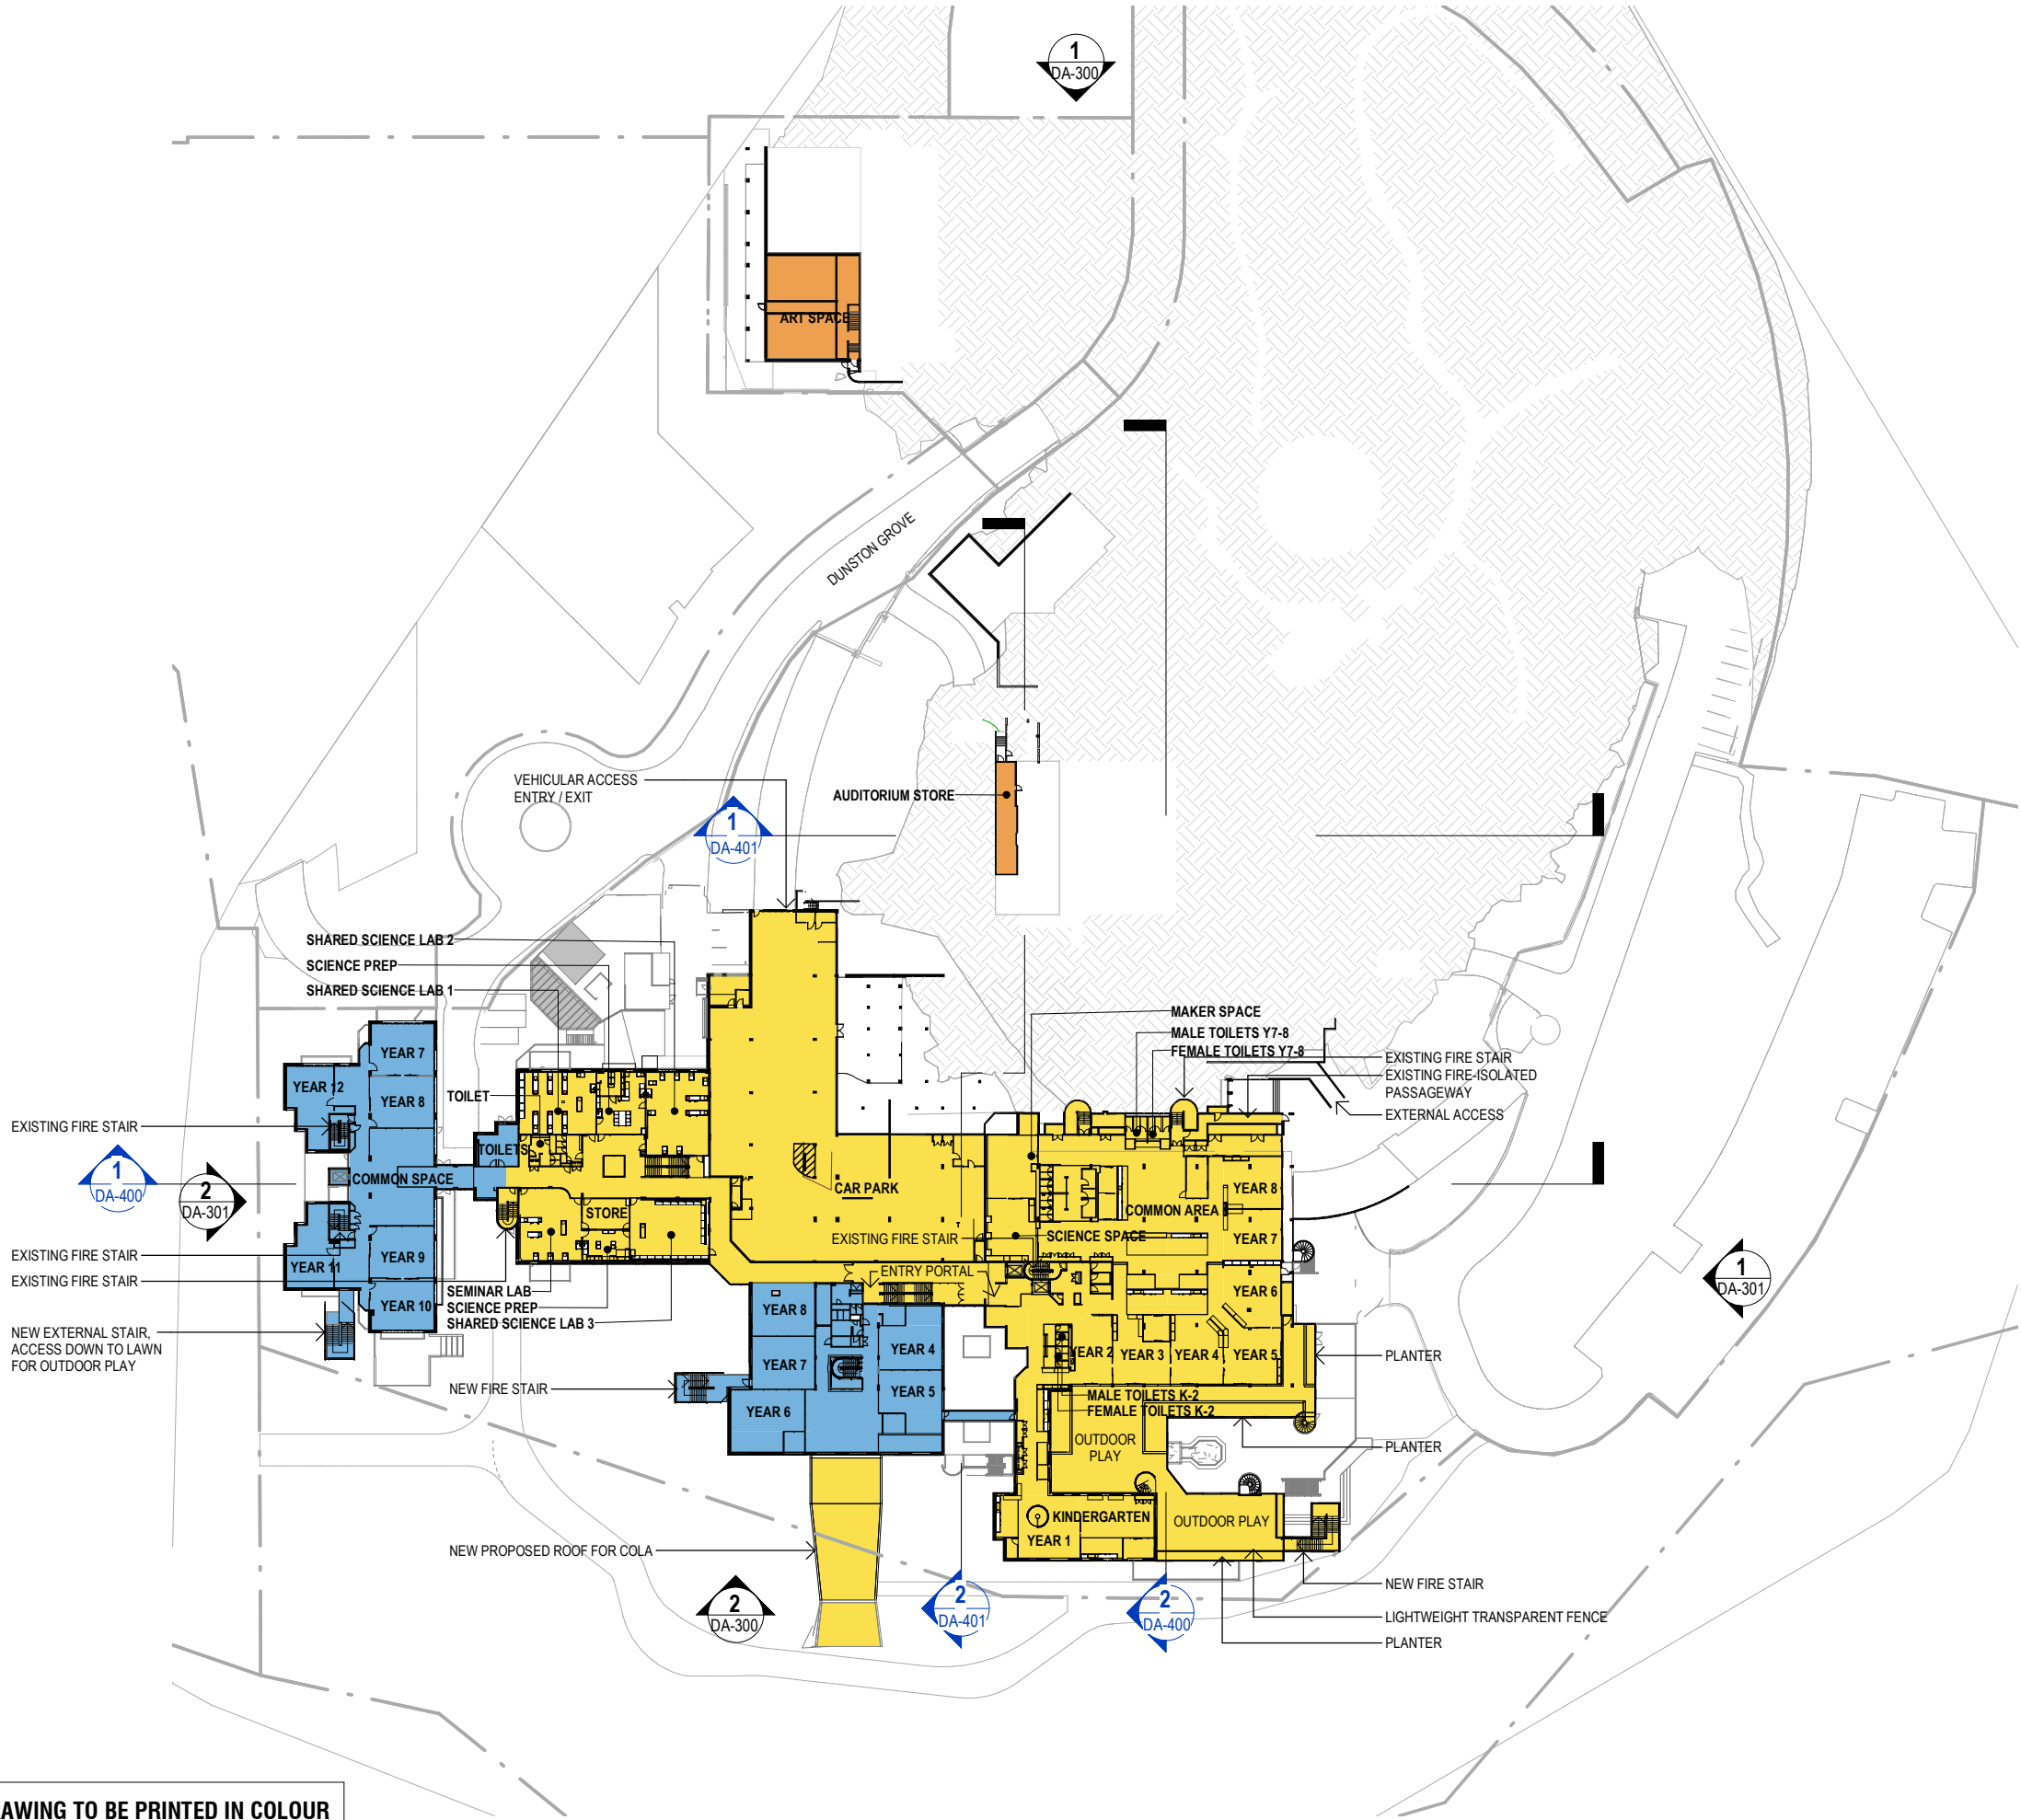 1
DA-300
ART SPACE
DUNSTON GROVE
VEHICULAR ACCESS
ENTRY / EXIT
AUDITORIUM STORE
1
DA-401
SHARED SCIENCE LAB 2
SCIENCE PREP
SHARED SCIENCE LAB 1
MAKER SPACE
MALE TOILETS Y7-8
FEMALE TOILETS Y7-8
EXISTING FIRE STAIR
EXISTING FIRE-ISOLATED
PASSAGEWAY
EXTERNAL ACCESS
YEAR 7
YEAR 12
YEAR 8
TOILET
EXISTING FIRE STAIR
TOILETS
COMMON SPACE
1
DA-400
2
DA-301
CAR PARK
STORE
YEAR 8
COMMON AREA
YEAR 7
EXISTING FIRE STAIR
SCIENCE SPACE
EXISTING FIRE STAIR
EXISTING FIRE STAIR
YEAR 9
YEAR 11
YEAR 10
ENTRY PORTAL
SEMINAR LAB
SCIENCE PREP
SHARED SCIENCE LAB 3
YEAR 6
1
DA-301
NEW EXTERNAL STAIR,
ACCESS DOWN TO LAWN
FOR OUTDOOR PLAY
YEAR 8
YEAR 4
YEAR 7
YEAR 5
YEAR 6
YEAR 2
YEAR 3
YEAR 4
YEAR 5
PLANTER
NEW FIRE STAIR
MALE TOILETS K-2
FEMALE TOILETS K-2
OUTDOOR
PLAY
PLANTER
KINDERGARTEN
YEAR 1
OUTDOOR PLAY
NEW PROPOSED ROOF FOR COLA
2
DA-300
2
DA-401
2
DA-400
NEW FIRE STAIR
LIGHTWEIGHT TRANSPARENT FENCE
PLANTER
AWING TO BE PRINTED IN COLOUR